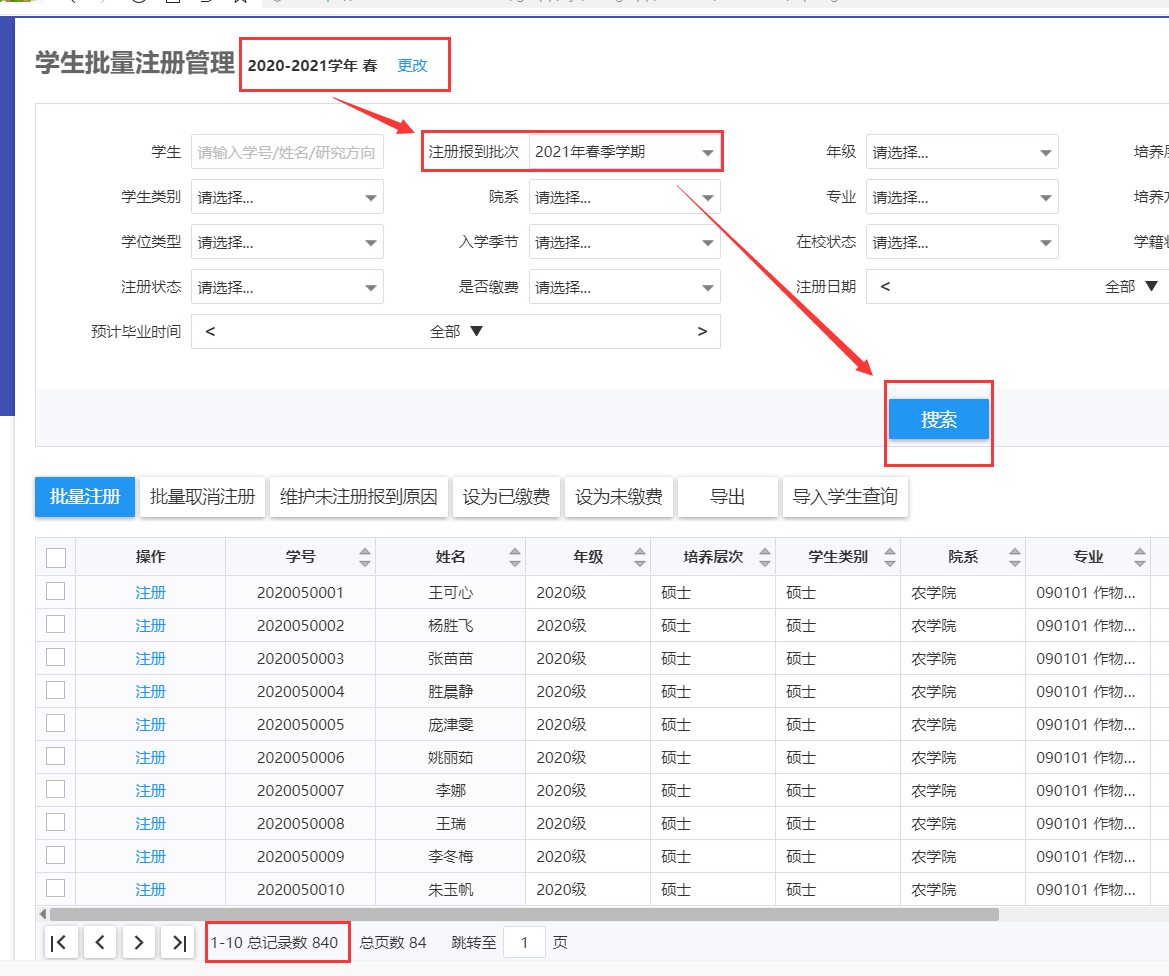 学生批量注册管理 2020-2021学年 春 更改
学生 请输入学号/姓名/研究方向 注册报到批次 2021年春季学期 年级 请选择... 培养
学生类别 请选择... 院系 请选择... 专业 请选择... 培养
学位类型 请选择... 入学季节 请选择... 在校状态 请选择... 学籍
注册状态 请选择... 是否缴费 请选择... 注册日期 < 全部 ▼
预计毕业时间 < 全部 ▼ >
搜索
批量注册 批量取消注册 维护未注册报到原因 设为已缴费 设为未缴费 导出 导入学生查询
操作 学号 姓名 年级 培养层次 学生类别 院系 专业
注册 2020050001 王可心 2020级 硕士 硕士 农学院 090101 作物...
注册 2020050002 杨胜飞 2020级 硕士 硕士 农学院 090101 作物...
注册 2020050003 张苗苗 2020级 硕士 硕士 农学院 090101 作物...
注册 2020050004 胜晨静 2020级 硕士 硕士 农学院 090101 作物...
注册 2020050005 庞津雯 2020级 硕士 硕士 农学院 090101 作物...
注册 2020050006 姚丽茹 2020级 硕士 硕士 农学院 090101 作物...
注册 2020050007 李娜 2020级 硕士 硕士 农学院 090101 作物...
注册 2020050008 王瑞 2020级 硕士 硕士 农学院 090101 作物...
注册 2020050009 李冬梅 2020级 硕士 硕士 农学院 090101 作物...
注册 2020050010 朱玉帆 2020级 硕士 硕士 农学院 090101 作物...
1-10 总记录数 840 总页数 84 跳转至 1 页